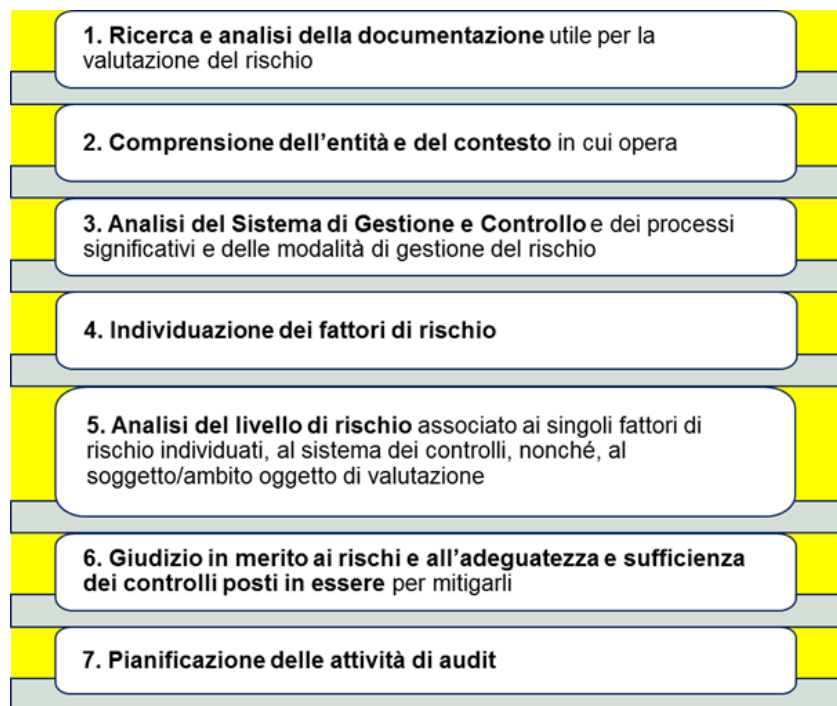 1. Ricerca e analisi della documentazione utile per la
valutazione del rischio
2. Comprensione dell'entità e del contesto in cui opera
3. Analisi del Sistema di Gestione e Controllo e dei processi
significativi e delle modalità di gestione del rischio
4. Individuazione dei fattori di rischio
5. Analisi del livello di rischio associato ai singoli fattori di
rischio individuati, al sistema dei controlli, nonché, al
soggetto/ambito oggetto di valutazione
6. Giudizio in merito ai rischi e all'adeguatezza e sufficienza
dei controlli posti in essere per mitigarli
7. Pianificazione delle attività di audit